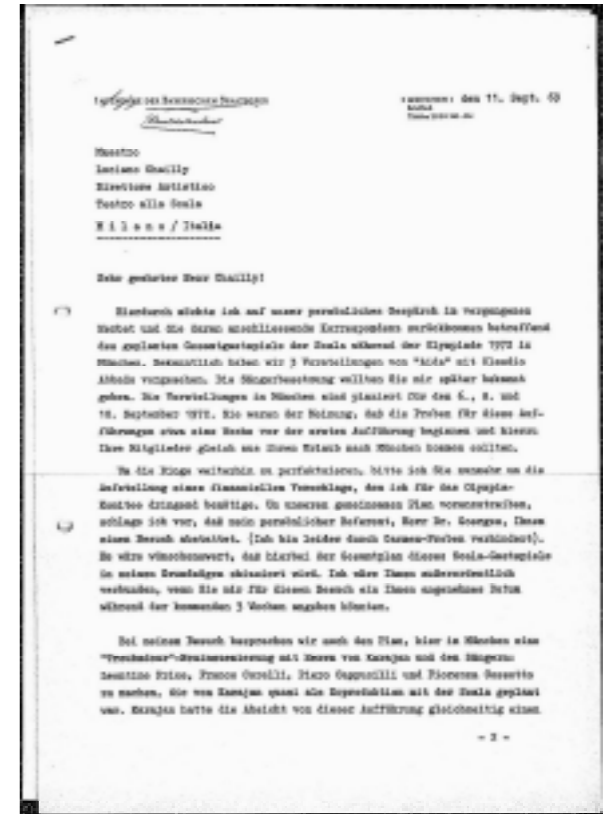 Intendanz der Bayerischen Staatsoper
den 11. Sept. 69
Maestro
Luciano Chailly
Direttore Artistico
Teatro alla Scala
M i l a n o / Italia
Sehr geehrter Herr Chailly!
Hierdurch möchte ich auf unser persönliches Gespräch im vergangenen
Herbst und die daran anschliessende Korrespondenz zurückkommen betreffend
des geplanten Gesamtgastspiels der Scala während der Olympiade 1972 in
München. Bekanntlich haben wir 3 Vorstellungen von "Aida" mit Claudio
Abbado vorgesehen. Die Sängerbesetzung wollten Sie mir später bekannt
geben. Die Vorstellungen in München sind plaziert für den 6., 8. und
10. September 1972. Sie waren der Meinung, daß die Proben für diese Auf-
führungen etwa eine Woche vor der ersten Aufführung beginnen und hierzu
Ihre Mitglieder gleich aus ihrem Urlaub nach München kommen sollten.
Um die Dinge weiterhin zu perfektuieren, bitte ich Sie nunmehr um die
Aufstellung eines finanziellen Voranschlags, den ich für das Olympia-
Komitee dringend benötige. Um unseren gemeinsamen Plan voranzutreiben,
schlage ich vor, daß mein persönlicher Referent, Herr Dr. Georges, Ihnen
einen Besuch abstattet. (Ich bin leider durch Carmen-Proben verhindert).
Es wäre wünschenswert, daß hierbei der Gesamtplan dieses Scala-Gastspiels
in seinen Grundzügen skizziert wird. Ich wäre Ihnen außerordentlich
verbunden, wenn Sie mir für diesen Besuch ein Ihnen angenehmes Datum
während der kommenden 3 Wochen angeben könnten.
Bei meinem Besuch besprachen wir auch den Plan, hier in München eine
"Troubadour"-Neuinszenierung mit Herrn von Karajan und den Sängern:
Leontine Price, Franco Corelli, Piero Cappucilli und Fiorenza Cossotto
zu machen, die von Karajan quasi als Koproduktion mit der Scala geplant
war. Karajan hatte die Absicht von dieser Aufführung gleichzeitig einen
- 2 -